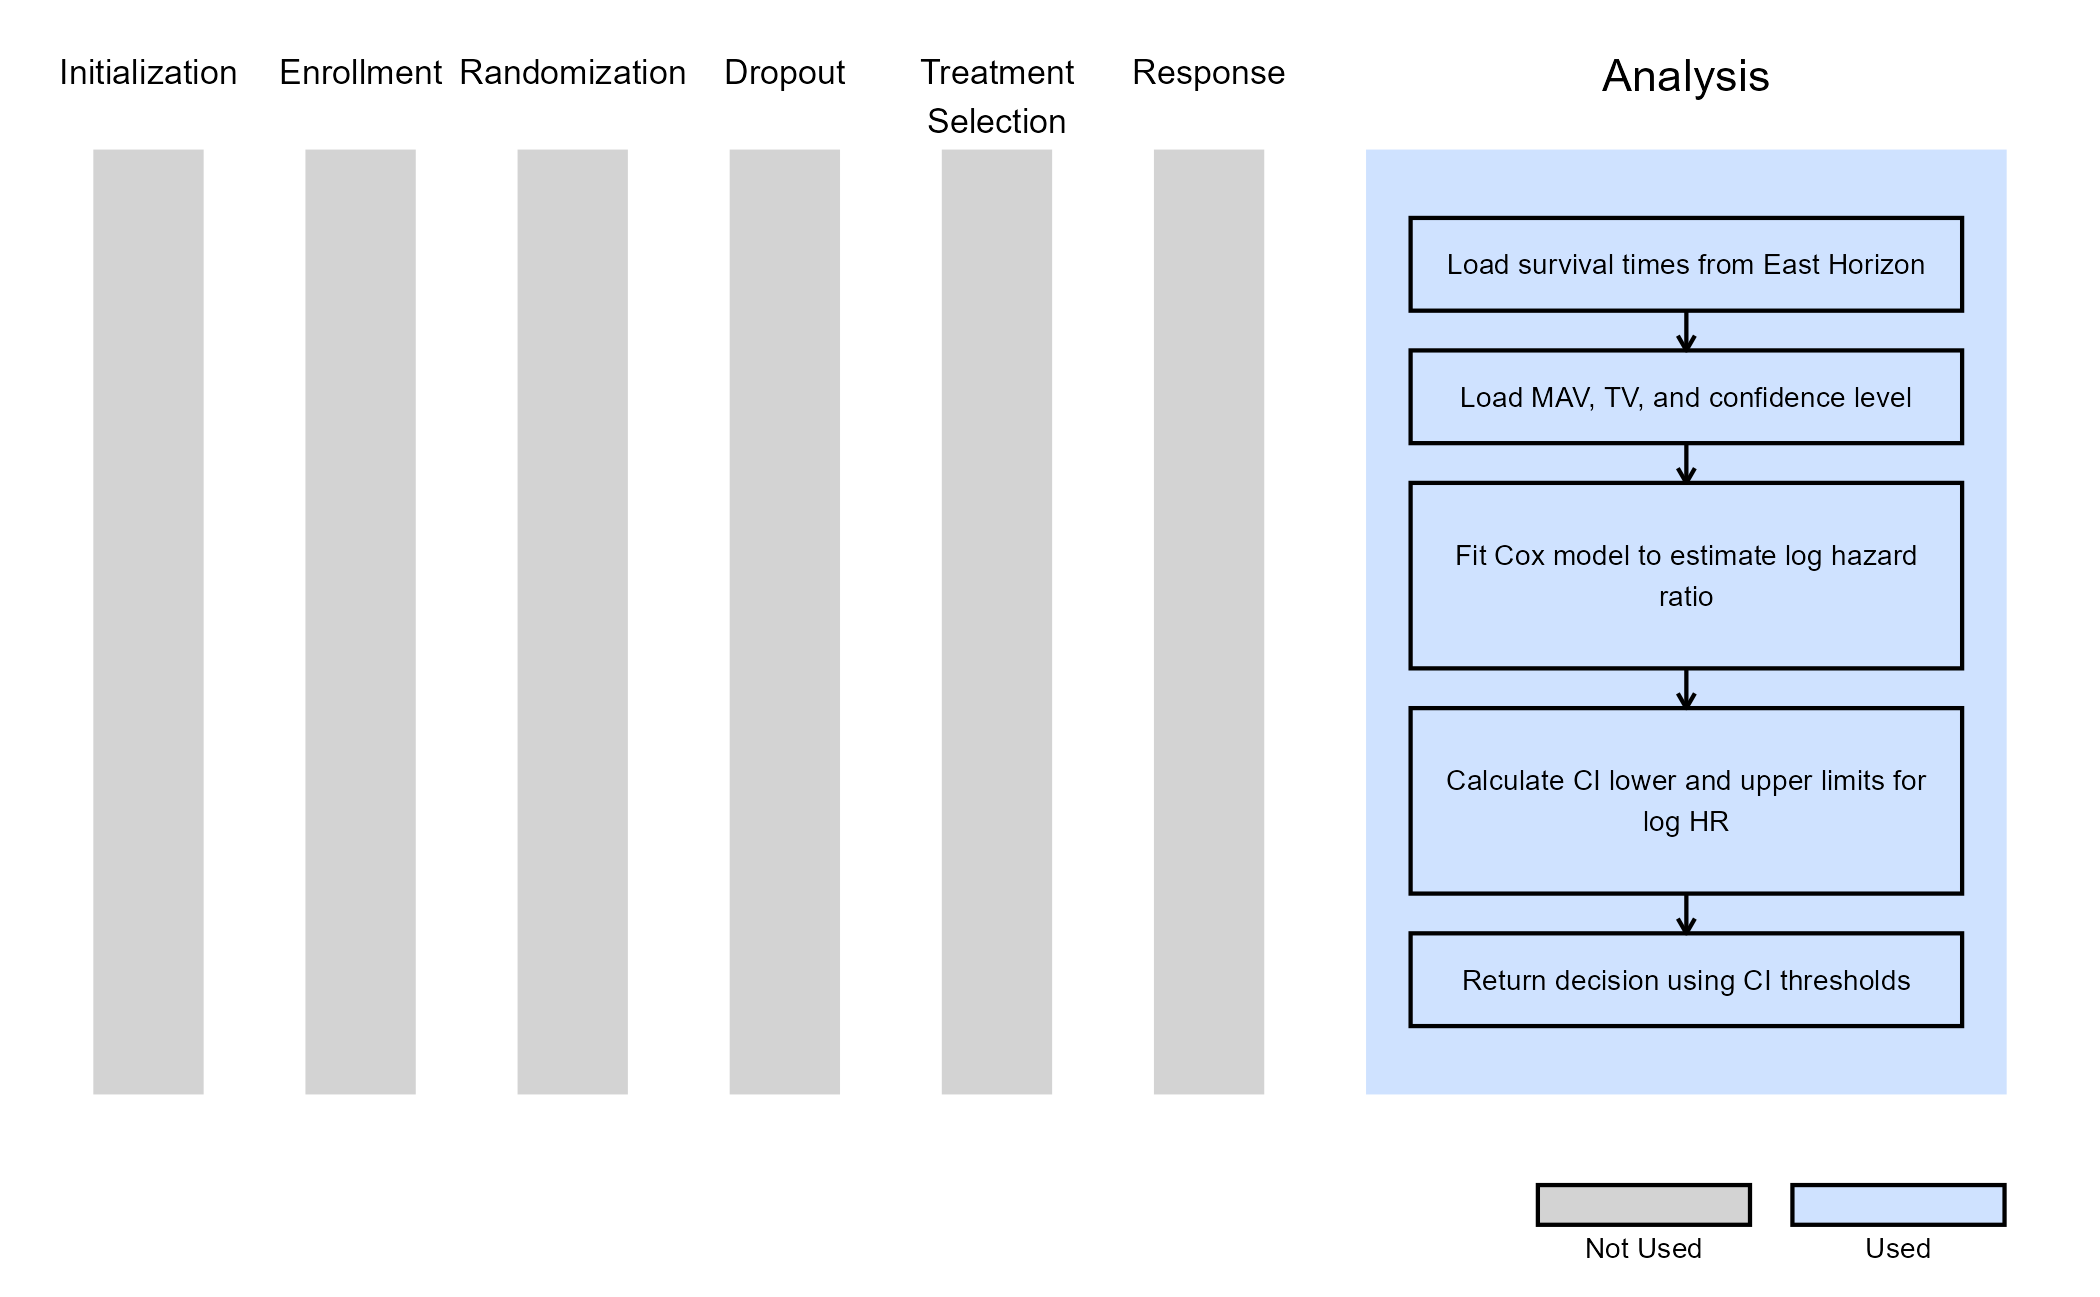 Initialization
Enrollment
Randomization
Dropout
Treatment
Selection
Response
Analysis
Load survival times from East Horizon
Load MAV, TV, and confidence level
Fit Cox model to estimate log hazard
ratio
Calculate CI lower and upper limits for
log HR
Return decision using CI thresholds
Not Used
Used